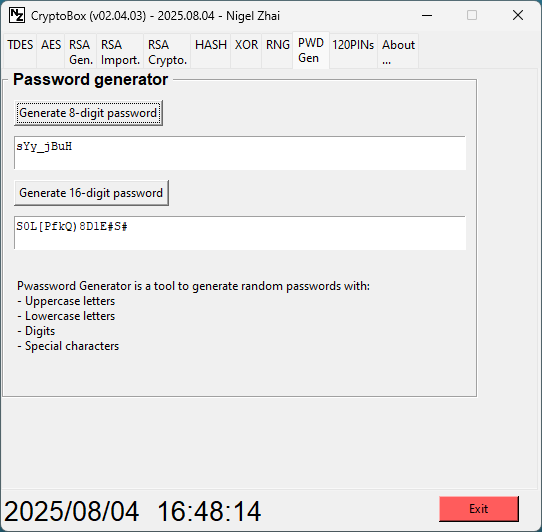 NZ CryptoBox (v02.04.03) - 2025.08.04 - Nigel Zhai
TDES AES RSA Gen. RSA Import. RSA Crypto. HASH XOR RNG PWD Gen 120PINs About ...
Password generator
Generate 8-digit password
sYy_jBuH
Generate 16-digit password
S0L[PfkQ)8D1E#S#
Pwassword Generator is a tool to generate random passwords with:
- Uppercase letters
- Lowercase letters
- Digits
- Special characters
2025/08/04 16:48:14
Exit